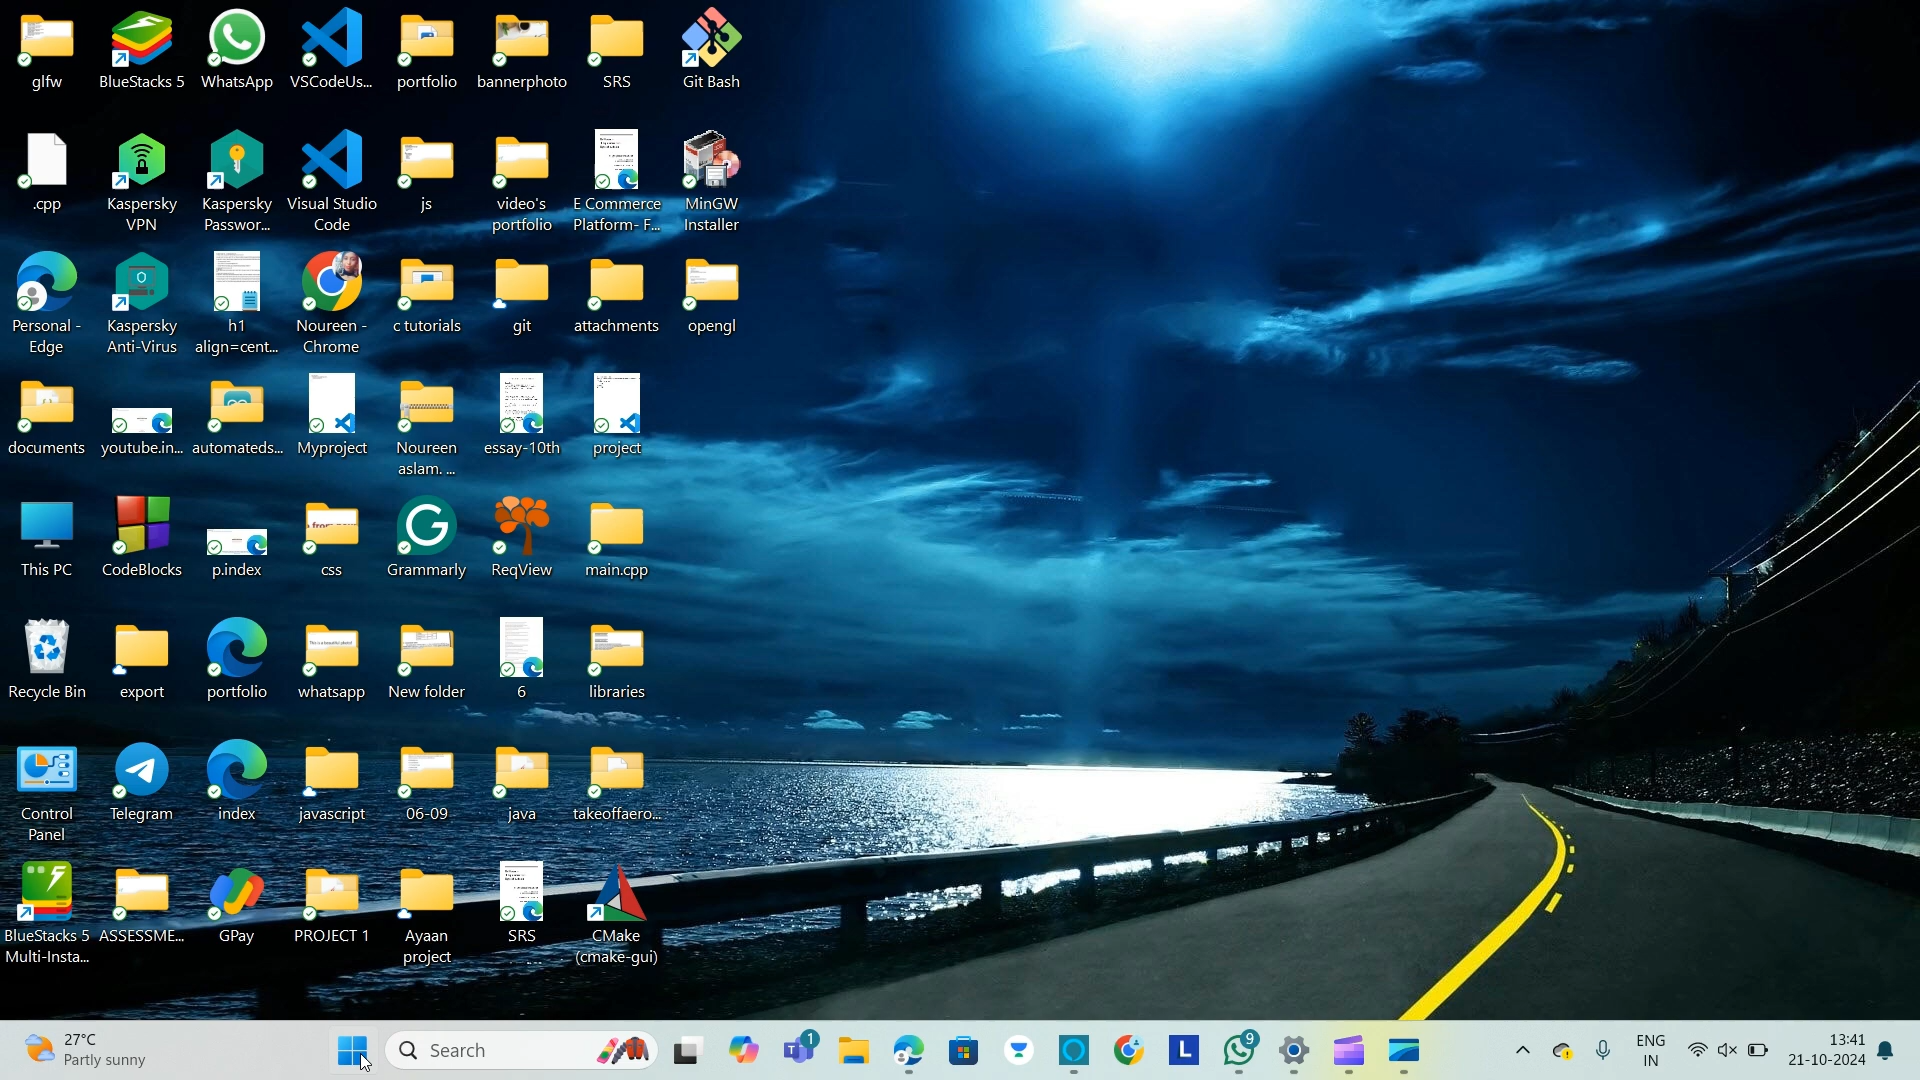 glfw
BlueStacks 5
WhatsApp
VSCodeUs...
portfolio
bannerphoto
SRS
Git Bash
.cpp
Kaspersky
VPN
Kaspersky
Passwor...
Visual Studio
Code
js
video's
portfolio
E Commerce
Platform- F...
MinGW
Installer
Personal -
Edge
Kaspersky
Anti-Virus
h1
align=cent...
Noureen -
Chrome
c tutorials
git
attachments
opengl
documents
youtube.in...
automateds...
Myproject
Noureen
aslam. ...
essay-10th
project
This PC
CodeBlocks
p.index
css
Grammarly
ReqView
main.cpp
Recycle Bin
export
portfolio
whatsapp
New folder
6
libraries
Control
Panel
Telegram
index
javascript
06-09
java
takeoffaero...
BlueStacks 5
Multi-Insta...
ASSESSME...
GPay
PROJECT 1
Ayaan
project
SRS
CMake
(cmake-gui)
27°C
Partly sunny
Search
1
L
9
ENG
IN
13:41
21-10-2024